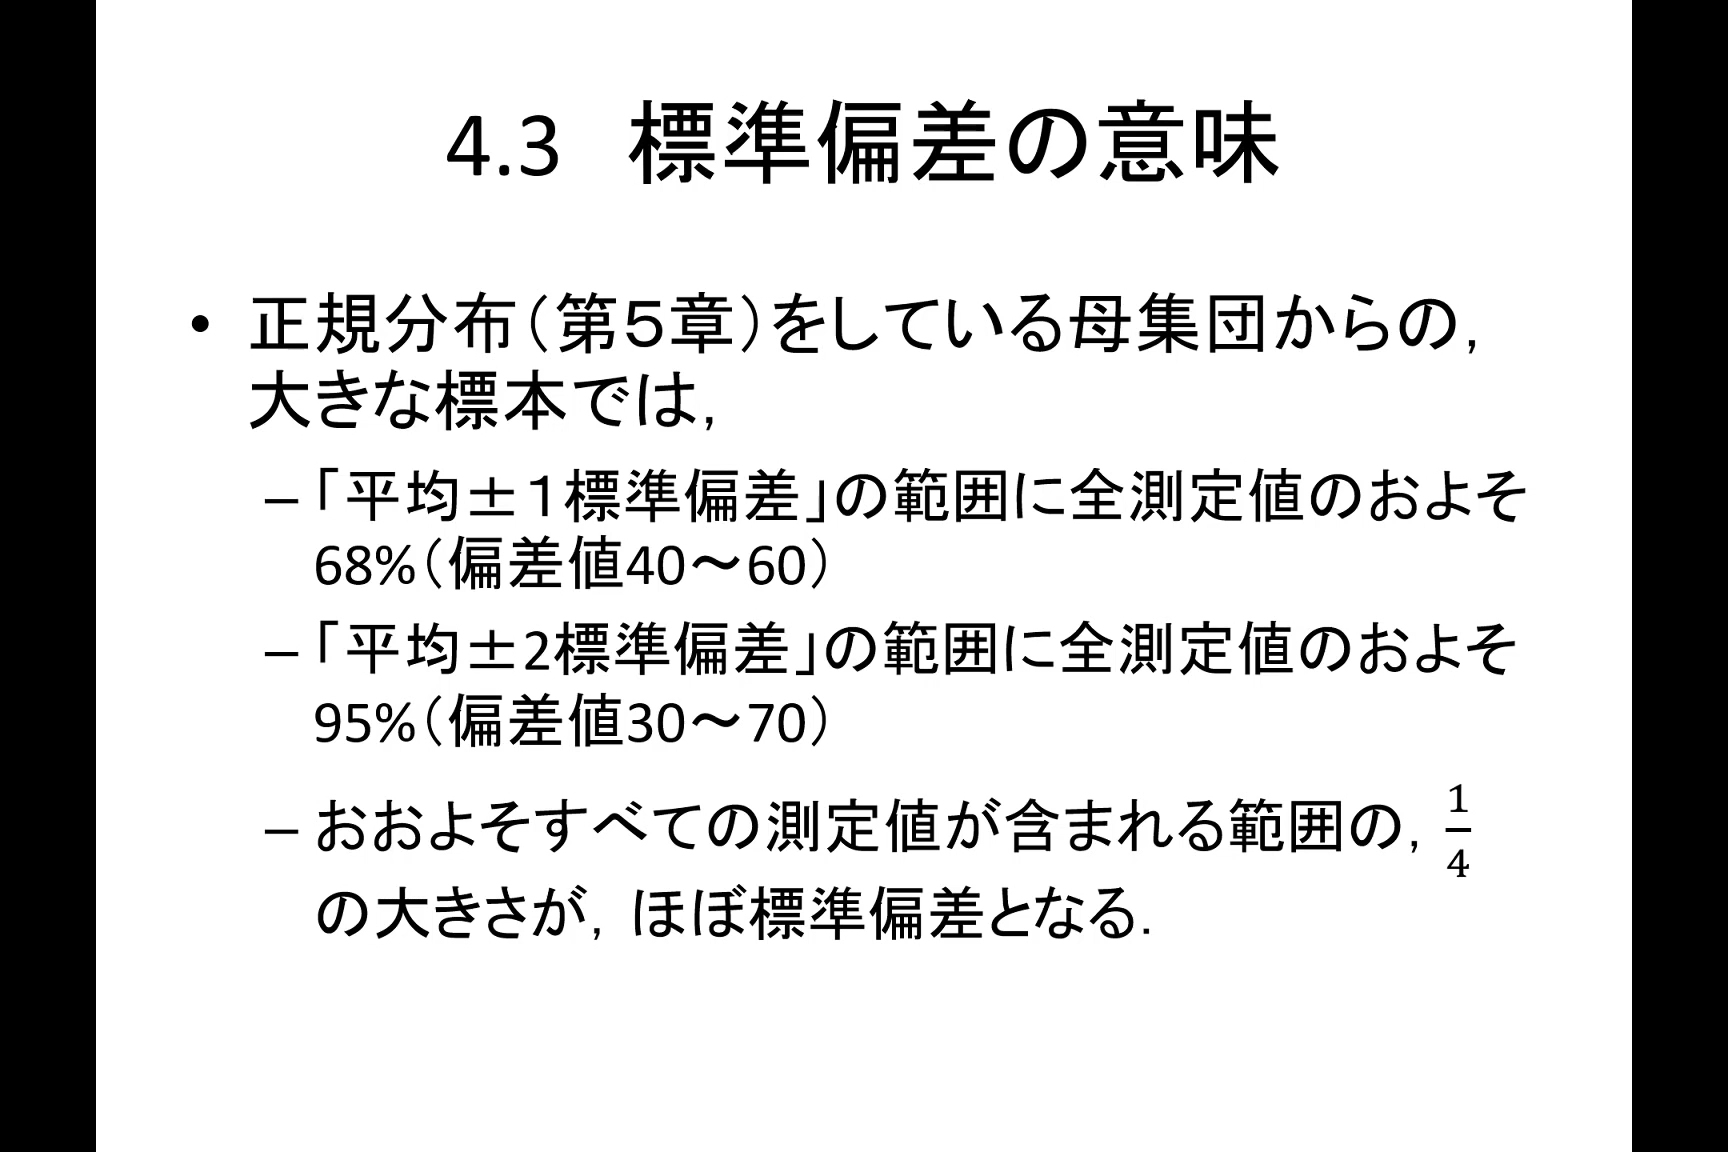 4.3　標準偏差の意味
• 正規分布（第５章）をしている母集団からの，
大きな標本では，
–「平均±１標準偏差」の範囲に全測定値のおよそ
68%（偏差値40～60）
–「平均±2標準偏差」の範囲に全測定値のおよそ
95%（偏差値30～70）
– おおよそすべての測定値が含まれる範囲の，1/4
の大きさが，ほぼ標準偏差となる．